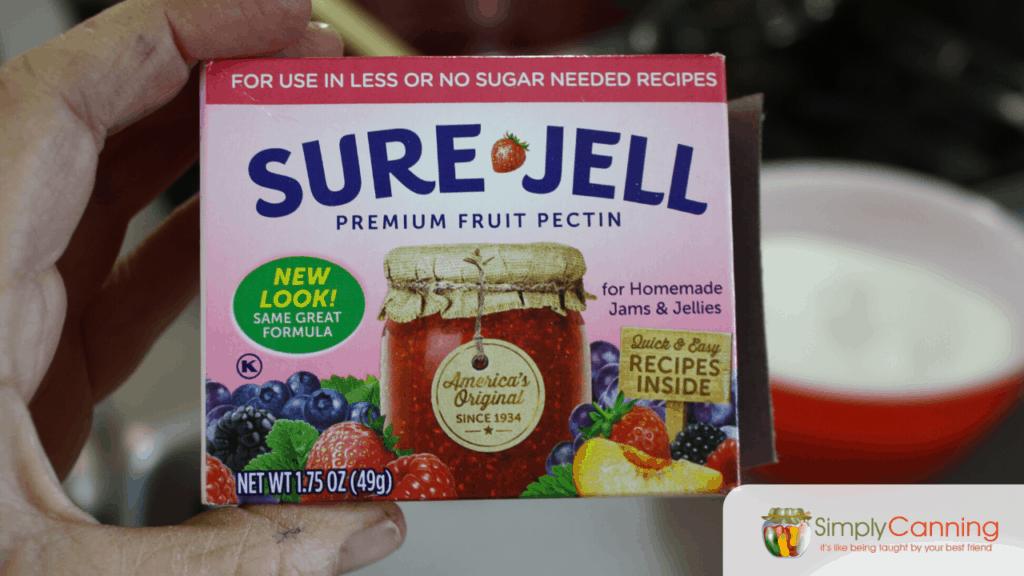 FOR USE IN LESS OR NO SUGAR NEEDED RECIPES
SURE JELL
PREMIUM FRUIT PECTIN
NEW
LOOK!
SAME GREAT
FORMULA
for Homemade
Jams & Jellies
Quick & Easy
RECIPES
INSIDE
K
America's
Original
SINCE 1934
NET WT 1.75 OZ (49g)
SimplyCanning
it's like being taught by your best friend